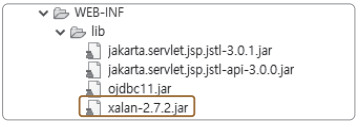 WEB-INF
lib
jakarta.servlet.jsp.jstl-3.0.1.jar
jakarta.servlet.jsp.jstl-api-3.0.0.jar
ojdbc11.jar
xalan-2.7.2.jar